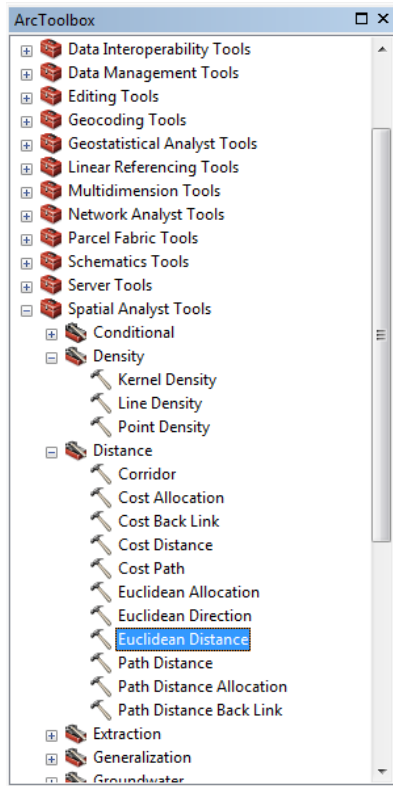 ArcToolbox
Data Interoperability Tools
Data Management Tools
Editing Tools
Geocoding Tools
Geostatistical Analyst Tools
Linear Referencing Tools
Multidimension Tools
Network Analyst Tools
Parcel Fabric Tools
Schematics Tools
Server Tools
Spatial Analyst Tools
Conditional
Density
Kernel Density
Line Density
Point Density
Distance
Corridor
Cost Allocation
Cost Back Link
Cost Distance
Cost Path
Euclidean Allocation
Euclidean Direction
Euclidean Distance
Path Distance
Path Distance Allocation
Path Distance Back Link
Extraction
Generalization
Groundwater